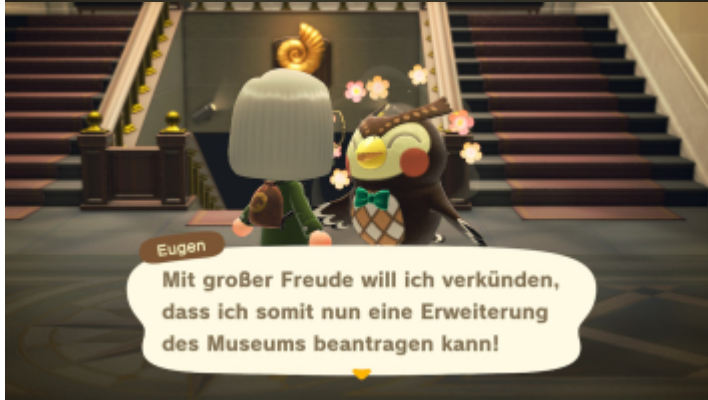 Eugen
Mit großer Freude will ich verkünden,
dass ich somit nun eine Erweiterung
des Museums beantragen kann!